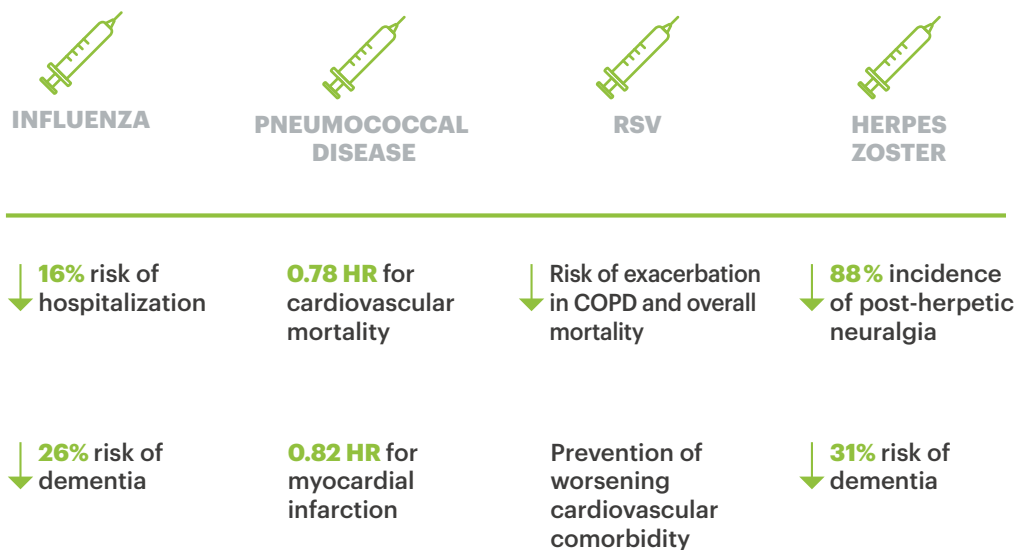 INFLUENZA
PNEUMOCOCCAL
DISEASE
RSV
HERPES
ZOSTER
16% risk of
hospitalization
0.78 HR for
cardiovascular
mortality
Risk of exacerbation
in COPD and overall
mortality
88% incidence
of post-herpetic
neuralgia
26% risk of
dementia
0.82 HR for
myocardial
infarction
Prevention of
worsening
cardiovascular
comorbidity
31% risk of
dementia